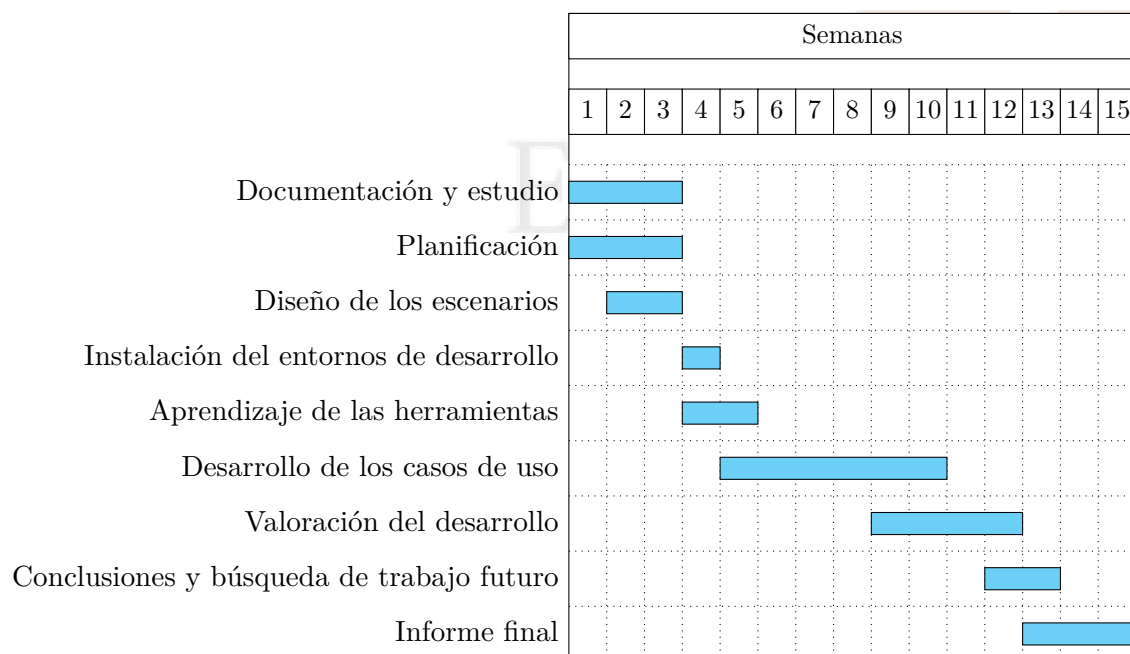 Semanas
1 2 3 4 5 6 7 8 9 10 11 12 13 14 15
Documentación y estudio
Planificación
Diseño de los escenarios
Instalación del entornos de desarrollo
Aprendizaje de las herramientas
Desarrollo de los casos de uso
Valoración del desarrollo
Conclusiones y búsqueda de trabajo futuro
Informe final